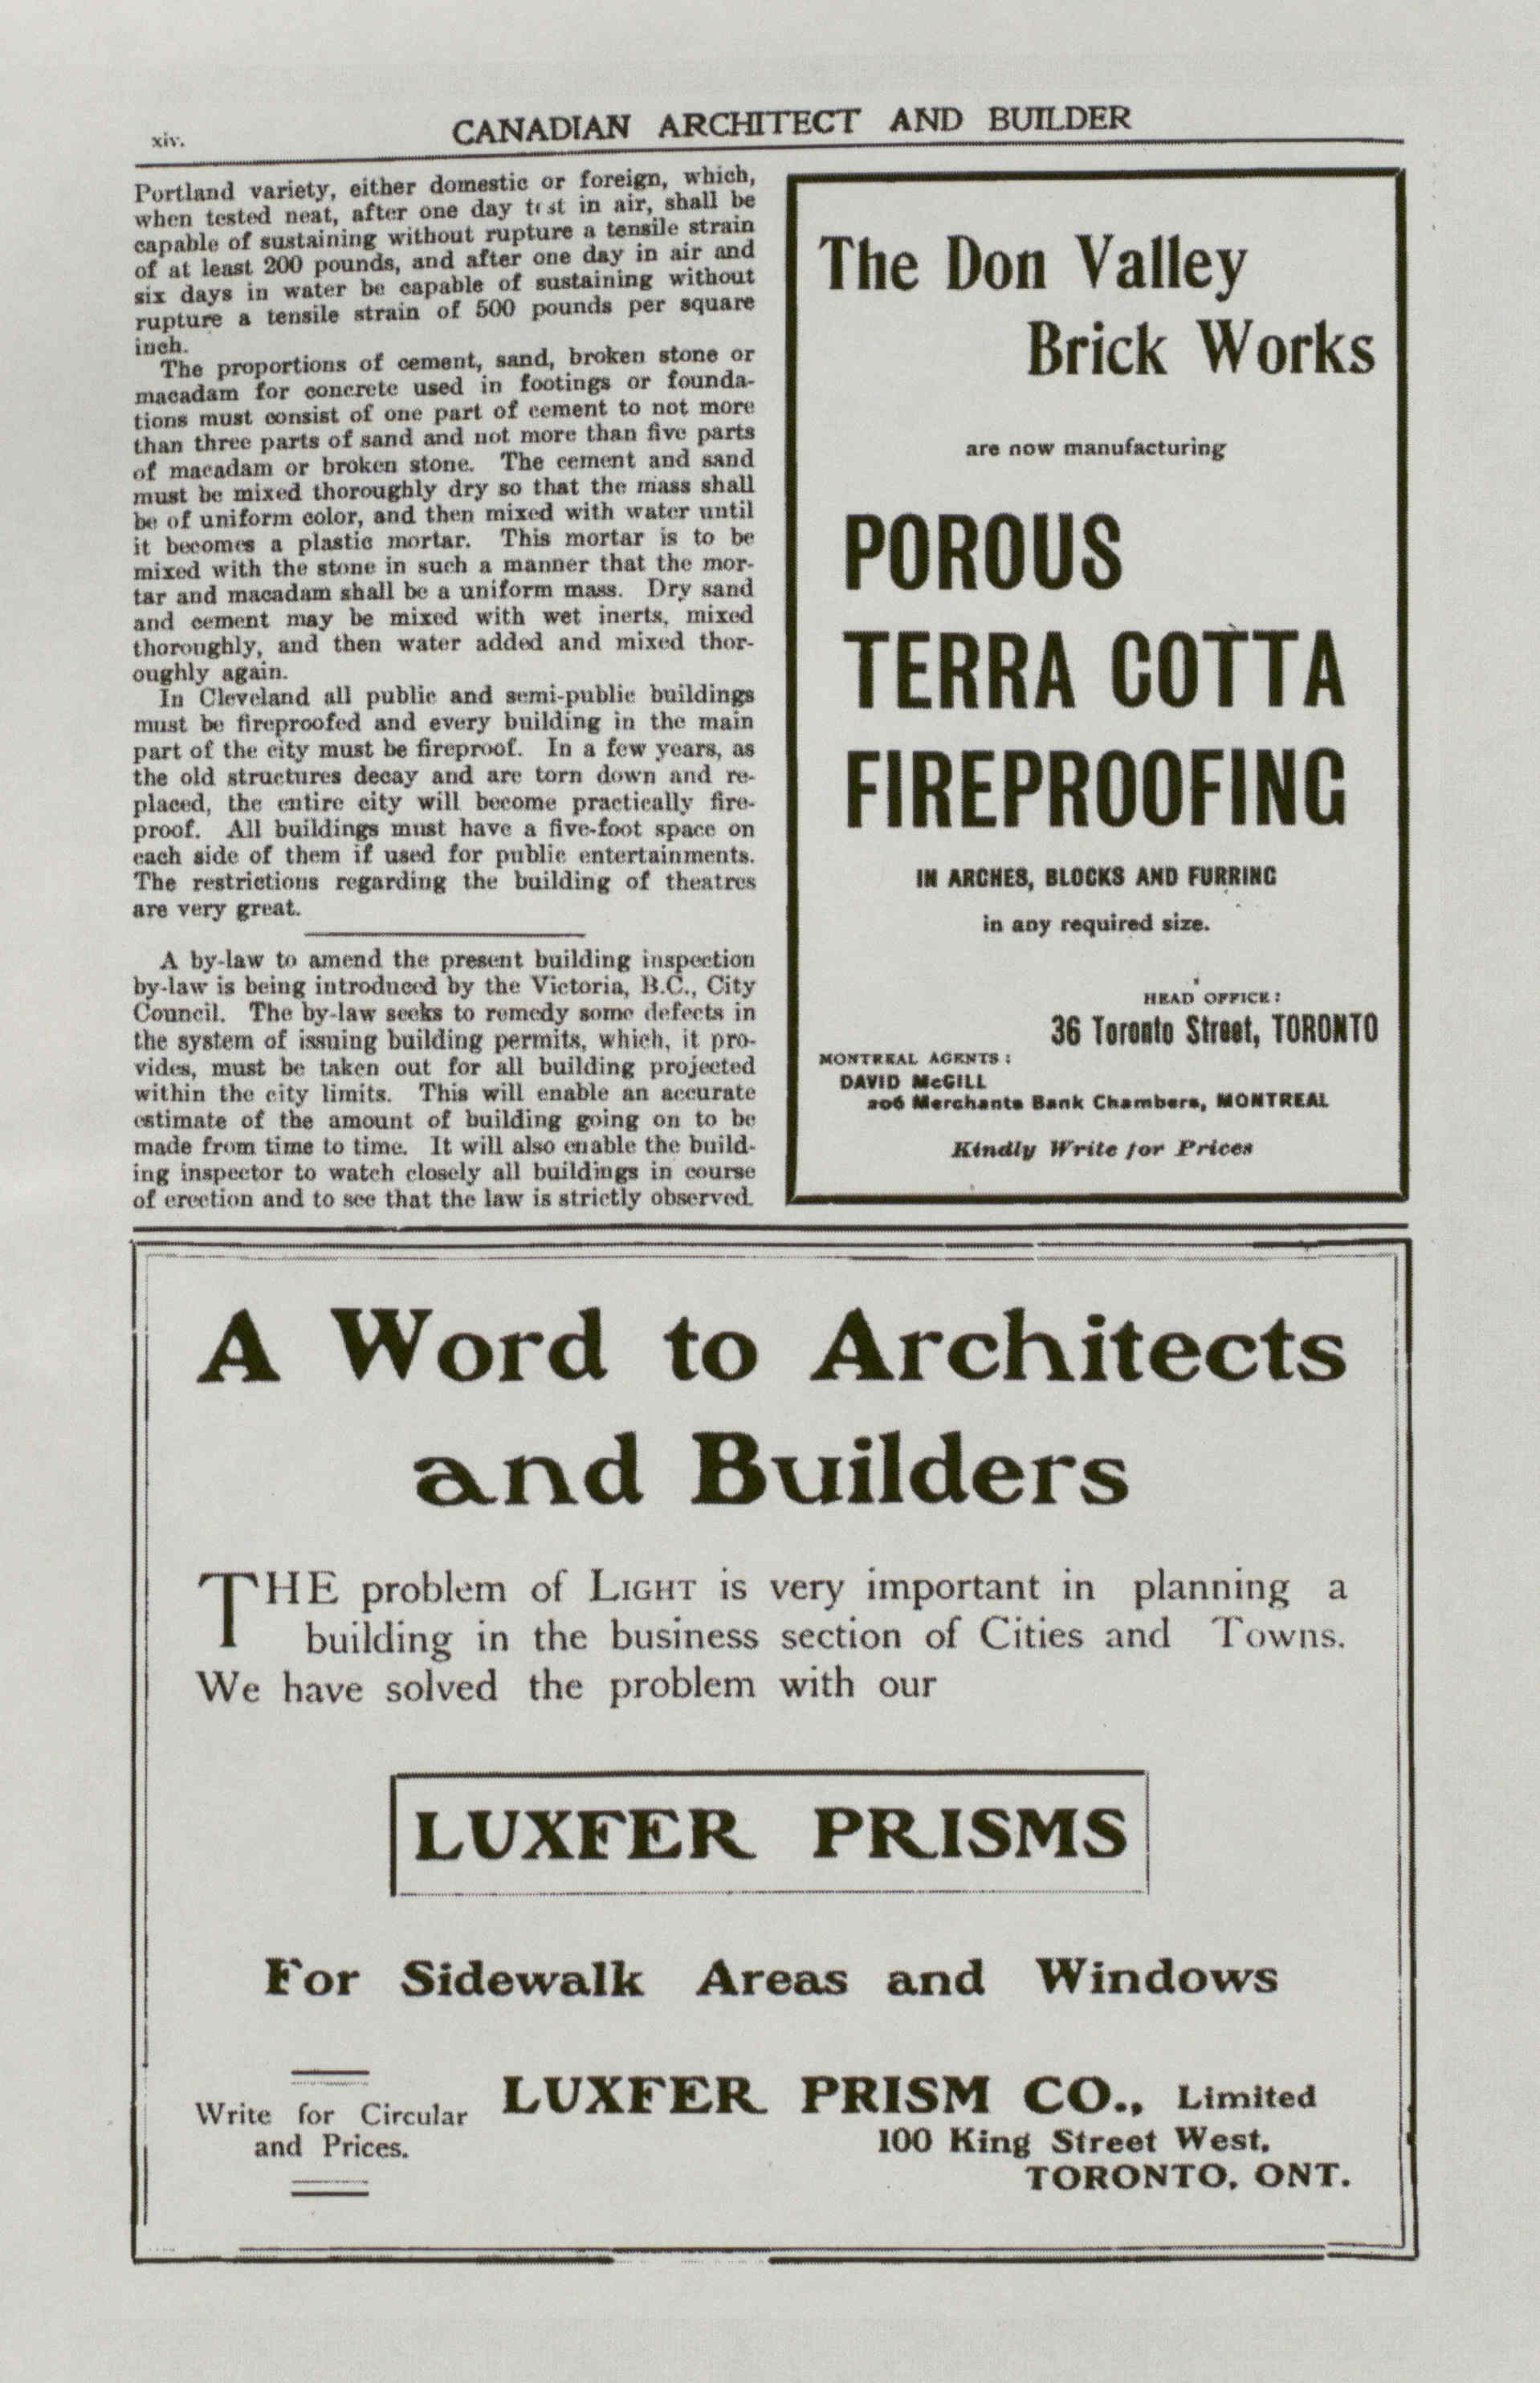 xiv.
CANADIAN ARCHITECT AND BUILDER
Portland variety, either domestic or foreign, which,
when tested neat, after one day test in air, shall be
capable of sustaining without rupture a tensile strain
of at least 200 pounds, and after one day in air and
six days in water be capable of sustaining without
rupture a tensile strain of 500 pounds per square
inch.
The proportions of cement, sand, broken stone or
macadam for concrete used in footings or founda-
tions must consist of one part of cement to not more
than three parts of sand and not more than five parts
of macadam or broken stone. The cement and sand
must be mixed thoroughly dry so that the mass shall
be of uniform color, and then mixed with water until
it becomes a plastic mortar. This mortar is to be
mixed with the stone in such a manner that the mor-
tar and macadam shall be a uniform mass. Dry sand
and cement may be mixed with wet inerts, mixed
thoroughly, and then water added and mixed thor-
oughly again.
In Cleveland all public and semi-public buildings
must be fireproofed and every building in the main
part of the city must be fireproof. In a few years, as
the old structures decay and are torn down and re-
placed, the entire city will become practically fire-
proof. All buildings must have a five-foot space on
each side of them if used for public entertainments.
The restrictions regarding the building of theatres
are very great.
A by-law to amend the present building inspection
by-law is being introduced by the Victoria, B.C., City
Council. The by-law seeks to remedy some defects in
the system of issuing building permits, which, it pro-
vides, must be taken out for all building projected
within the city limits. This will enable an accurate
estimate of the amount of building going on to be
made from time to time. It will also enable the build-
ing inspector to watch closely all buildings in course
of erection and to see that the law is strictly observed.
The Don Valley
Brick Works
are now manufacturing
POROUS
TERRA COTTA
FIREPROOFING
IN ARCHES, BLOCKS AND FURRING
in any required size.
HEAD OFFICE:
36 Toronto Street, TORONTO
MONTREAL AGENTS:
DAVID McGILL
206 Merchants Bank Chambers, MONTREAL
Kindly Write for Prices
A Word to Architects
and Builders
THE problem of LIGHT is very important in planning a
building in the business section of Cities and Towns.
We have solved the problem with our
LUXFER PRISMS
For Sidewalk Areas and Windows
Write for Circular
and Prices.
LUXFER PRISM CO., Limited
100 King Street West,
TORONTO, ONT.